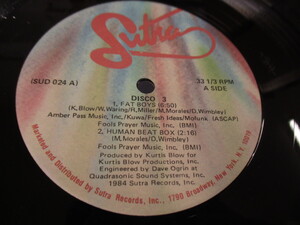 Sutra
(SUD 024 A)
33 1/3 RPM
A SIDE
DISCO 3
1. FAT BOYS (6:50)
(K.Blow/W.Waring/R.Miller/M.Morales/D.Wimbley)
Amber Pass Music, Inc./Kuwa/Fresh Ideas/Mofunk (ASCAP)
Fools Prayer Music, Inc. (BMI)
2. HUMAN BEAT BOX (2:16)
(M.Morales/D.Wimbley)
Fools Prayer Music, Inc. (BMI)
Produced by Kurtis Blow for
Kurtis Blow Productions, Inc.
Engineered by Dave Ogrin at
Quadrasonic Sound Systems, Inc.
1984 Sutra Records, Inc.
Marketed and Distributed by Sutra Records, Inc., 1790 Broadway, New York, N.Y. 10019